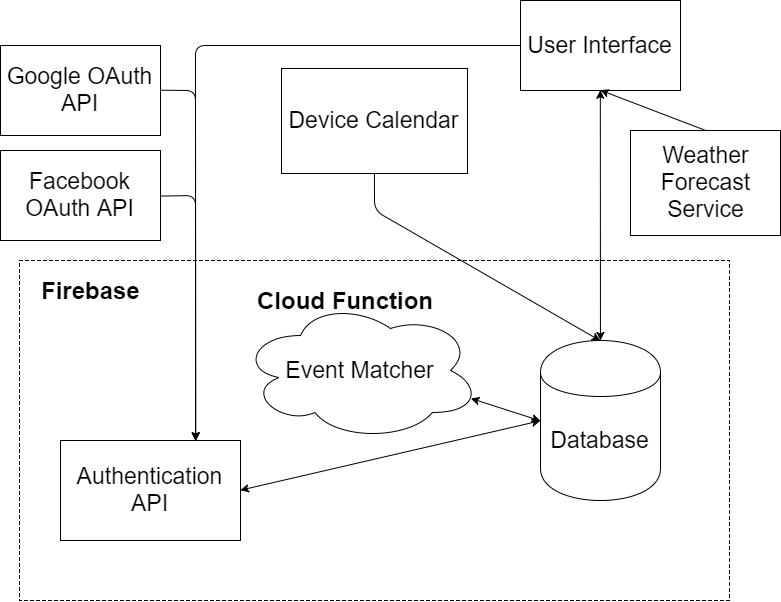 User Interface
Google OAuth
API
Device Calendar
Weather
Forecast
Service
Facebook
OAuth API
Firebase
Cloud Function
Event Matcher
Database
Authentication
API